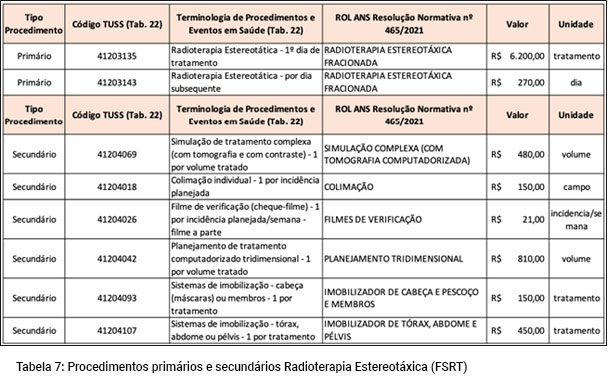 Tipo Procedimento | Código TUSS (Tab. 22) | Terminologia de Procedimentos e Eventos em Saúde (Tab. 22) | ROL ANS Resolução Normativa nº 465/2021 | Valor | Unidade
Primário | 41203135 | Radioterapia Estereotática - 1º dia de tratamento | RADIOTERAPIA ESTEREOTÁXICA FRACIONADA | R$ 6.200,00 | tratamento
Primário | 41203143 | Radioterapia Estereotática - por dia subsequente | RADIOTERAPIA ESTEREOTÁXICA FRACIONADA | R$ 270,00 | dia
Tipo Procedimento | Código TUSS (Tab. 22) | Terminologia de Procedimentos e Eventos em Saúde (Tab. 22) | ROL ANS Resolução Normativa nº 465/2021 | Valor | Unidade
Secundário | 41204069 | Simulação de tratamento complexa (com tomografia e com contraste) - 1 por volume tratado | SIMULAÇÃO COMPLEXA (COM TOMOGRAFIA COMPUTADORIZADA) | R$ 480,00 | volume
Secundário | 41204018 | Colimação individual - 1 por incidência planejada | COLIMAÇÃO | R$ 150,00 | campo
Secundário | 41204026 | Filme de verificação (cheque-filme) - 1 por incidência planejada/semana - filme a parte | FILMES DE VERIFICAÇÃO | R$ 21,00 | incidencia/semana
Secundário | 41204042 | Planejamento de tratamento computadorizado tridimensional - 1 por volume tratado | PLANEJAMENTO TRIDIMENSIONAL | R$ 810,00 | volume
Secundário | 41204093 | Sistemas de imobilização - cabeça (máscaras) ou membros - 1 por tratamento | IMOBILIZADOR DE CABEÇA E PESCOÇO E MEMBROS | R$ 150,00 | tratamento
Secundário | 41204107 | Sistemas de imobilização - tórax, abdome ou pélvis - 1 por tratamento | IMOBILIZADOR DE TÓRAX, ABDOME E PÉLVIS | R$ 450,00 | tratamento
Tabela 7: Procedimentos primários e secundários Radioterapia Estereotáxica (FSRT)